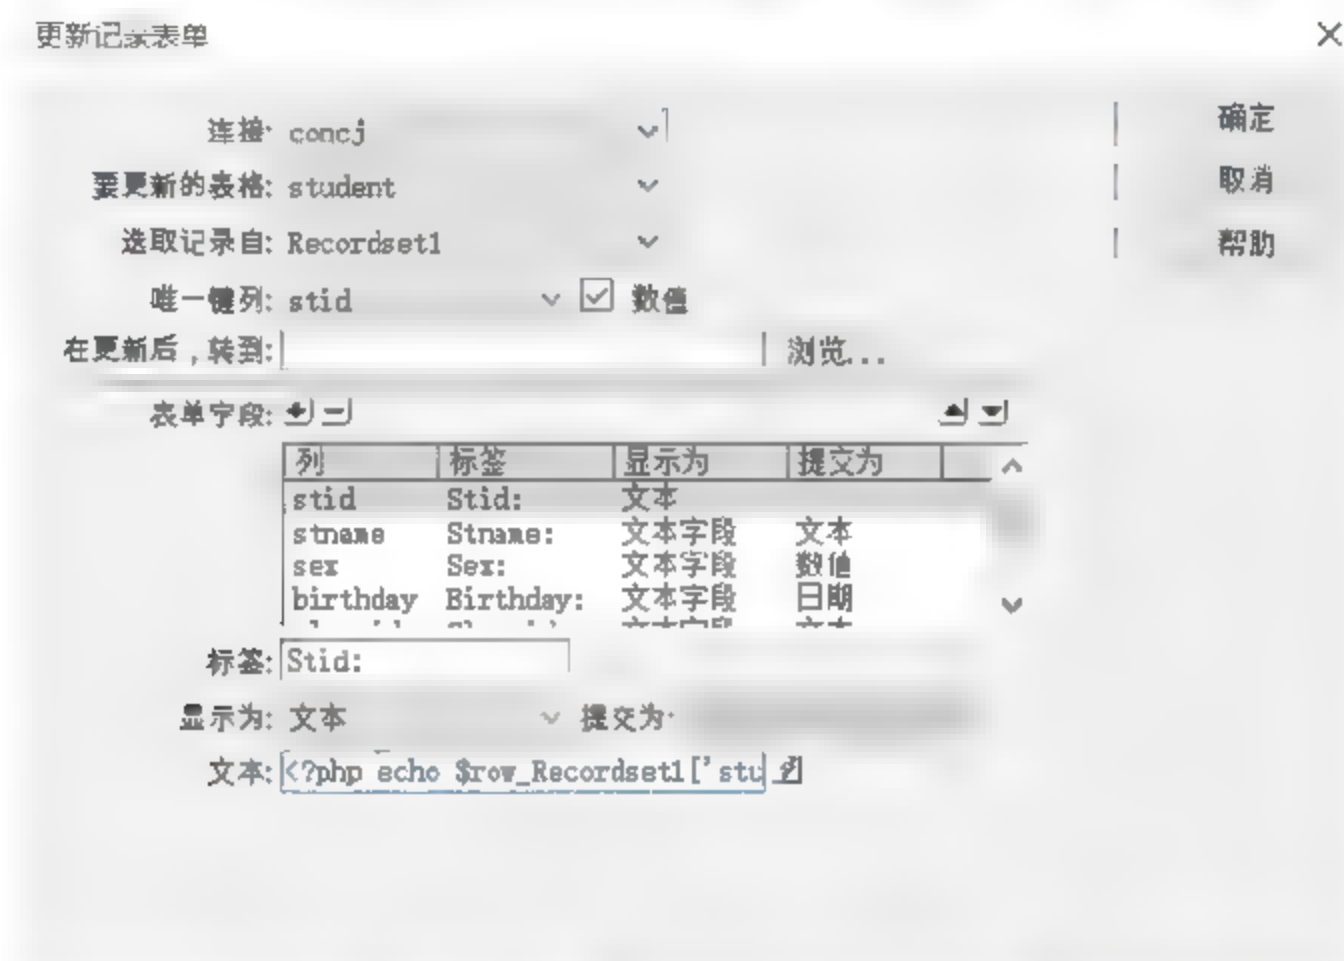 更新记录表单
连接: concj
确定
要更新的表格: student
取消
选取记录自: Recordset1
帮助
唯一键列: stid 数值
在更新后，转到: 浏览...
表单字段:
列 标签 显示为 提交为
stid Stid: 文本
stname Stname: 文本字段 文本
sex Sex: 文本字段 数值
birthday Birthday: 文本字段 日期
标签: Stid:
显示为: 文本 提交为:
文本: <?php echo $row_Recordset1['stu